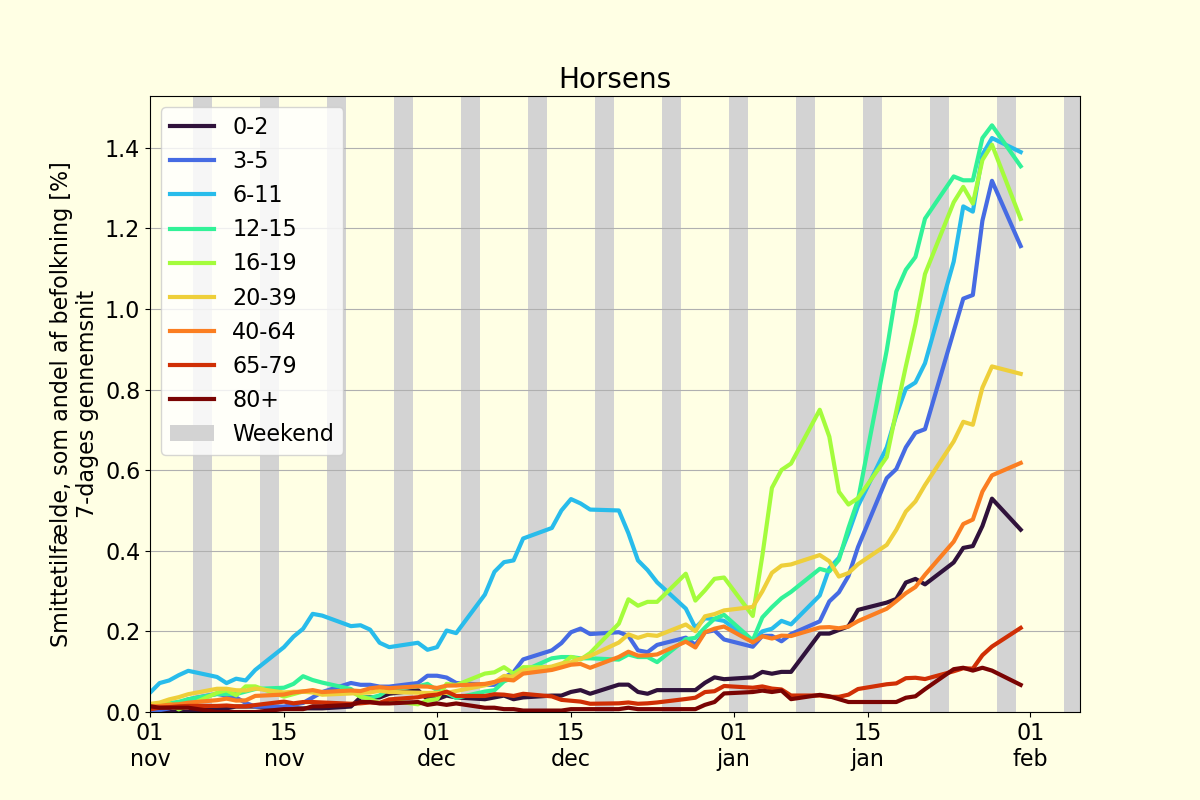 Horsens
Smittetilfælde, som andel af befolkning [%]
7-dages gennemsnit
1.4
1.2
1.0
0.8
0.6
0.4
0.2
0.0
0-2
3-5
6-11
12-15
16-19
20-39
40-64
65-79
80+
Weekend
01 15 01 15 01 15 01
nov nov dec dec jan jan feb